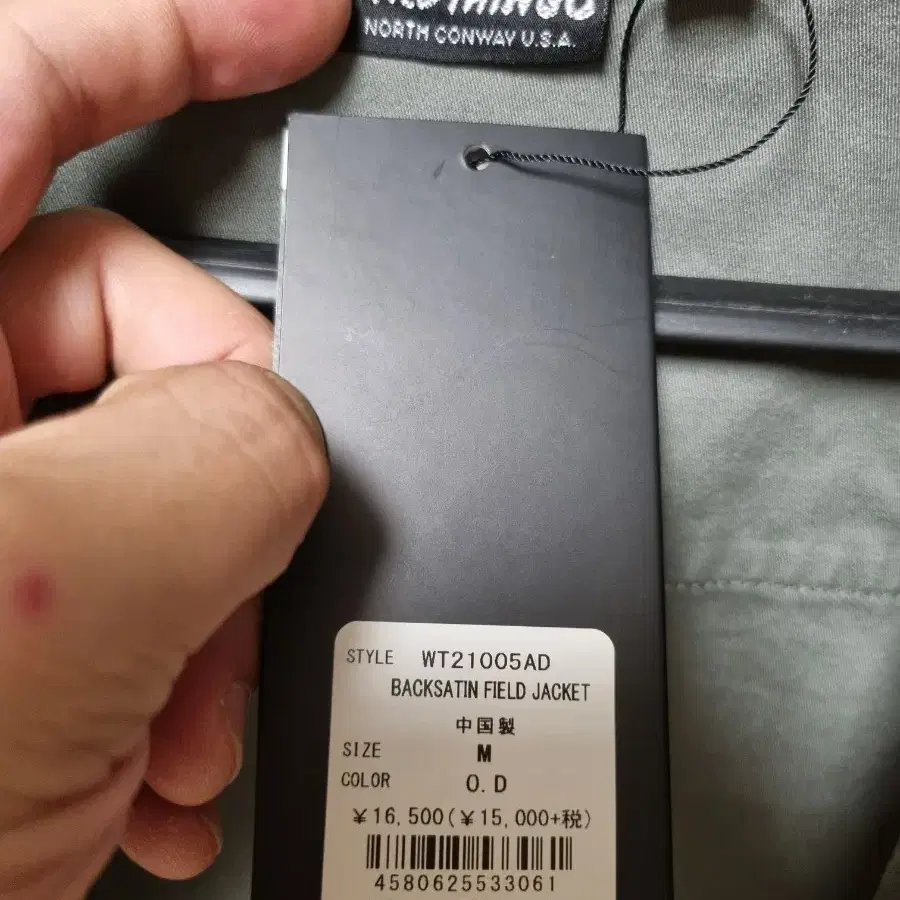 NORTH CONWAY U.S.A.
STYLE WT21005AD
BACKSATIN FIELD JACKET
中国製
SIZE M
COLOR O.D
¥16,500(¥15,000+税)
4580625533061